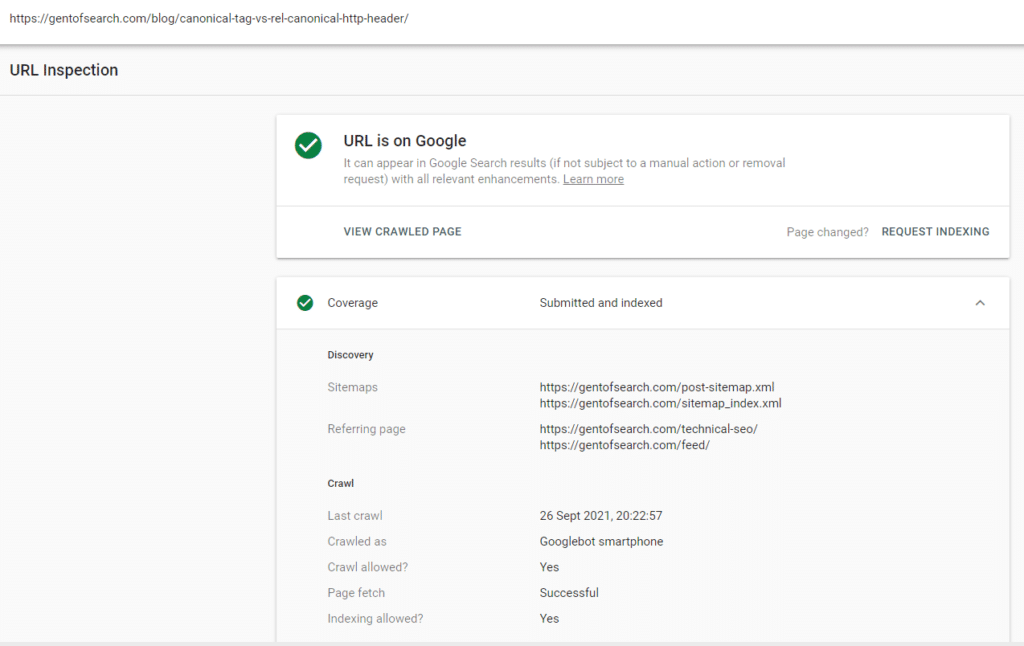 https://gentofsearch.com/blog/canonical-tag-vs-rel-canonical-http-header/
URL Inspection
URL is on Google
It can appear in Google Search results (if not subject to a manual action or removal
request) with all relevant enhancements. Learn more
VIEW CRAWLED PAGE
Page changed? REQUEST INDEXING
Coverage Submitted and indexed
Discovery
Sitemaps https://gentofsearch.com/post-sitemap.xml
https://gentofsearch.com/sitemap_index.xml
Referring page https://gentofsearch.com/technical-seo/
https://gentofsearch.com/feed/
Crawl
Last crawl 26 Sept 2021, 20:22:57
Crawled as Googlebot smartphone
Crawl allowed? Yes
Page fetch Successful
Indexing allowed? Yes